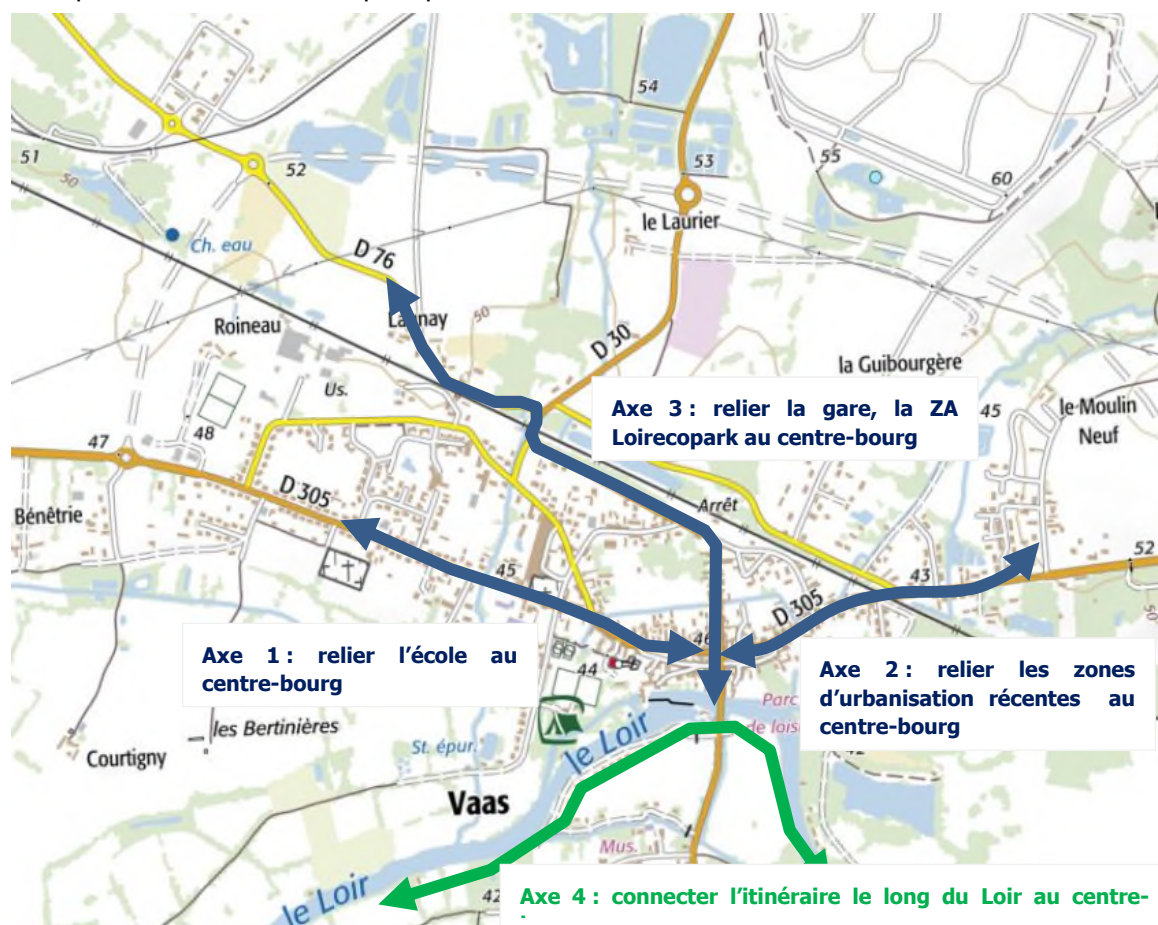 51
52
50
Ch. eau
D 76
Roineau
Launay
50
Us.
47
48
D 305
Bénêtrie
54
53
le Laurier
D 30
55
60
la Guibourgère
Axe 3 : relier la gare, la ZA
Loirecopark au centre-bourg
45
le Moulin
Neuf
Arrêt
52
43
D 305
50
45
46
44
Axe 1 : relier l'école au
centre-bourg
Axe 2 : relier les zones
d'urbanisation récentes au
centre-bourg
Parc
de
42
les Bertinières
Courtigny
St. épur.
le Loir
Vaas
Mus.
le Loir
42
Axe 4 : connecter l'itinéraire le long du Loir au centre-